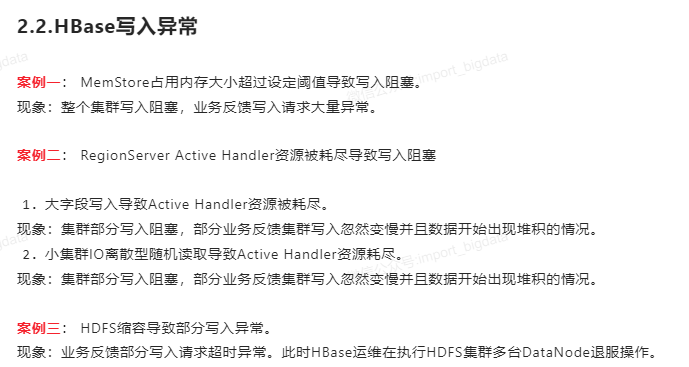 2.2.HBase写入异常
案例一： MemStore占用内存大小超过设定阈值导致写入阻塞。
现象：整个集群写入阻塞，业务反馈写入请求大量异常。
案例二： RegionServer Active Handler资源被耗尽导致写入阻塞
1．大字段写入导致Active Handler资源被耗尽。
现象：集群部分写入阻塞，部分业务反馈集群写入忽然变慢并且数据开始出现堆积的情况。
2．小集群IO离散型随机读取导致Active Handler资源耗尽。
现象：集群部分写入阻塞，部分业务反馈集群写入忽然变慢并且数据开始出现堆积的情况。
案例三： HDFS缩容导致部分写入异常。
现象：业务反馈部分写入请求超时异常。此时HBase运维在执行HDFS集群多台DataNode退服操作。